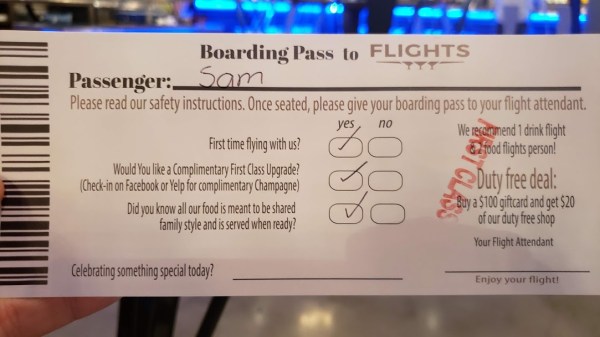 Boarding Pass to FLIGHTS
Passenger: Sam
Please read our safety instructions. Once seated, please give your boarding pass to your flight attendant.
yes no
First time flying with us?
Would You like a Complimentary First Class Upgrade?
(Check-in on Facebook or Yelp for complimentary Champagne)
Did you know all our food is meant to be shared
family style and is served when ready?
Celebrating something special today?
We recommend 1 drink flight
& 2 food flights person!
Duty free deal:
Buy a $100 giftcard and get $20
of our duty free shop
Your Flight Attendant
Enjoy your flight!
FIRST CLASS